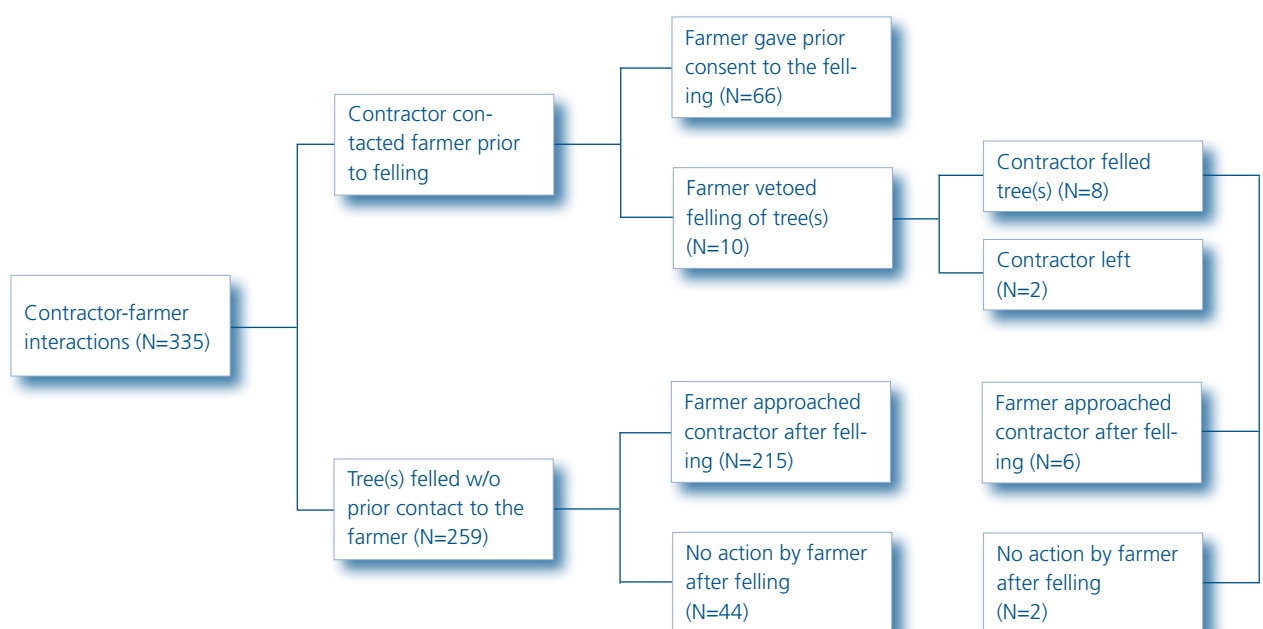 Contractor-farmer
interactions (N=335)
Contractor con-
tacted farmer prior
to felling
Farmer gave prior
consent to the fell-
ing (N=66)
Farmer vetoed
felling of tree(s)
(N=10)
Contractor felled
tree(s) (N=8)
Contractor left
(N=2)
Tree(s) felled w/o
prior contact to the
farmer (N=259)
Farmer approached
contractor after fell-
ing (N=215)
No action by farmer
after felling
(N=44)
Farmer approached
contractor after fell-
ing (N=6)
No action by farmer
after felling
(N=2)